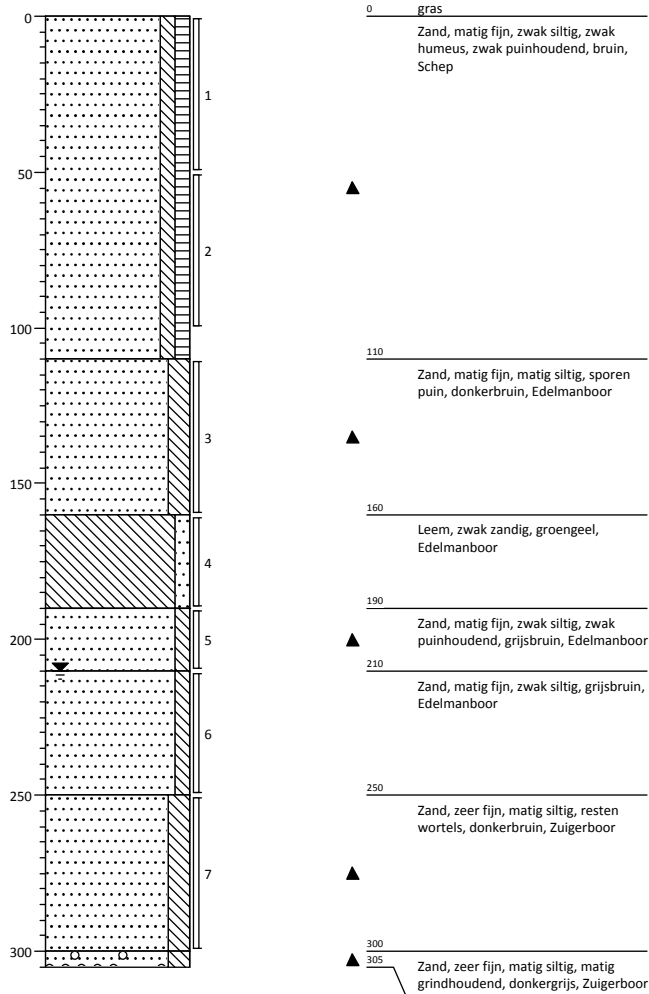 0
50
100
150
200
250
300
1
2
3
4
5
6
7
0 gras
Zand, matig fijn, zwak siltig, zwak
humeus, zwak puinhoudend, bruin,
Schep
110
Zand, matig fijn, matig siltig, sporen
puin, donkerbruin, Edelmanboor
160
Leem, zwak zandig, groengeel,
Edelmanboor
190
Zand, matig fijn, zwak siltig, zwak
puinhoudend, grijsbruin, Edelmanboor
210
Zand, matig fijn, zwak siltig, grijsbruin,
Edelmanboor
250
Zand, zeer fijn, matig siltig, resten
wortels, donkerbruin, Zuigerboor
300
305
Zand, zeer fijn, matig siltig, matig
grindhoudend, donkergrijs, Zuigerboor